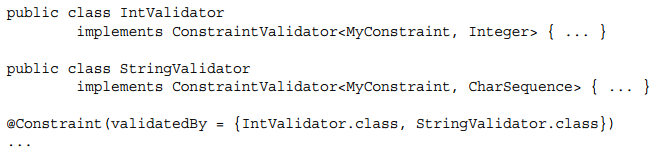 public class IntValidator
        implements ConstraintValidator<MyConstraint, Integer> { ... }
public class StringValidator
        implements ConstraintValidator<MyConstraint, CharSequence> { ... }
@Constraint(validatedBy = {IntValidator.class, StringValidator.class})
...